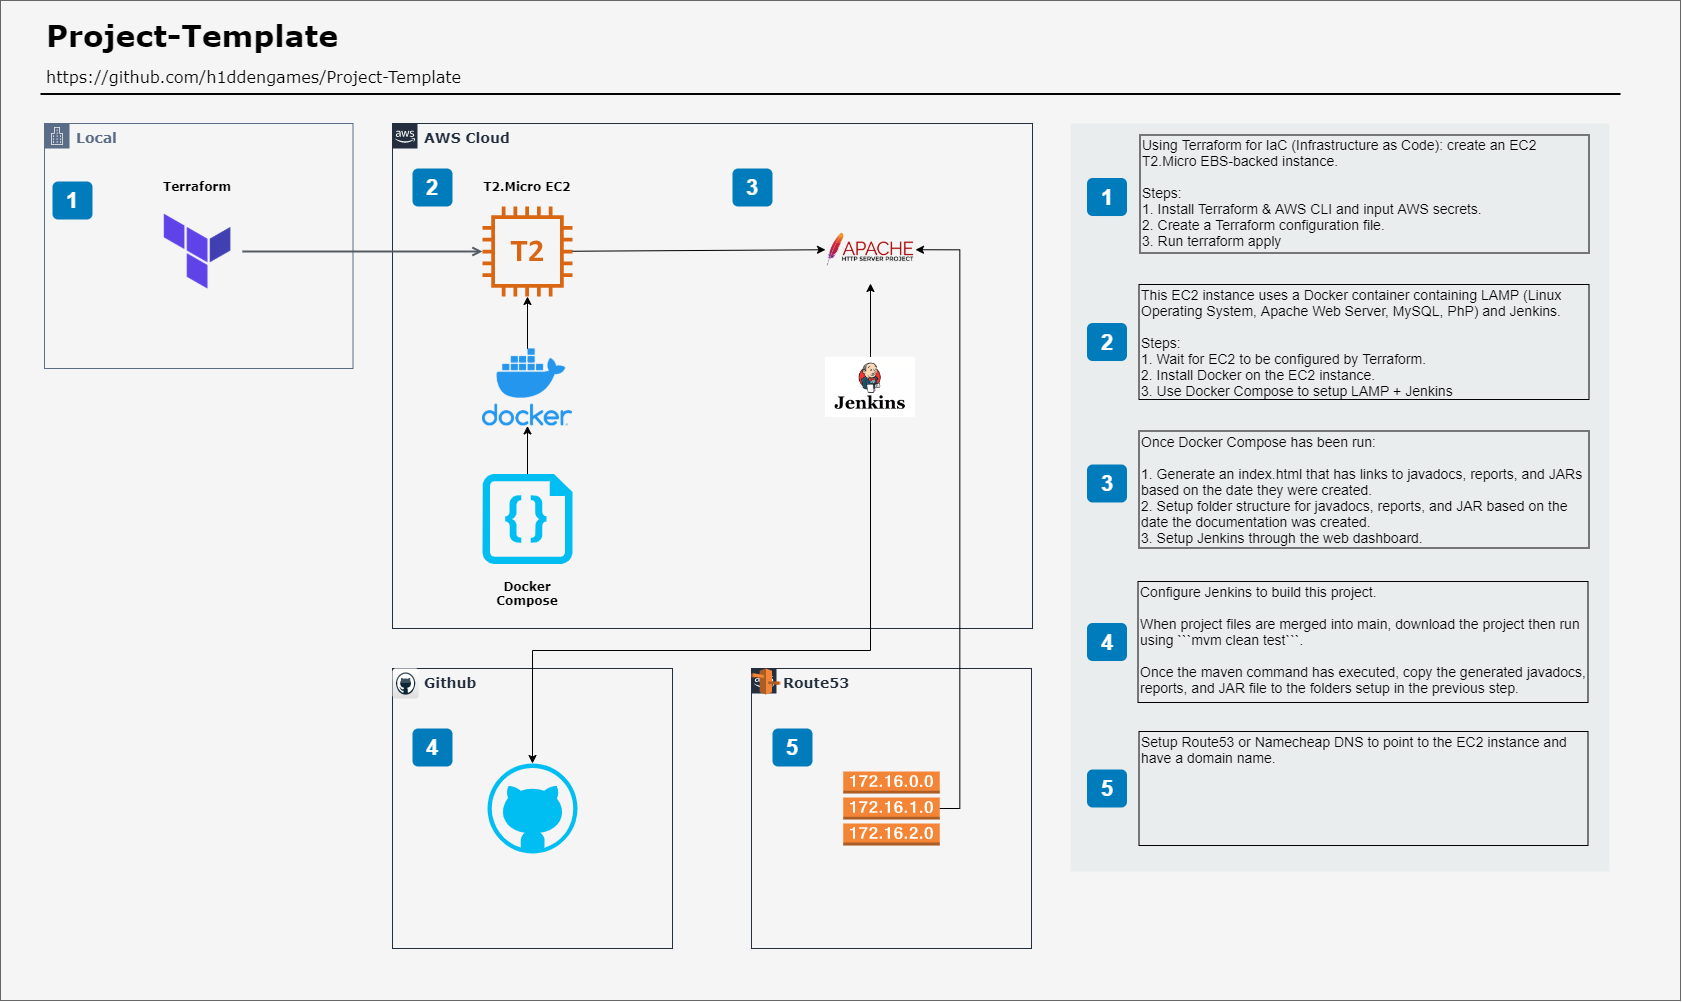 Project-Template
https://github.com/h1ddengames/Project-Template
Local
1
Terraform
aws
AWS Cloud
2
T2.Micro EC2
T2
3
APACHE
HTTP SERVER PROJECT
docker
Jenkins
{}
Docker
Compose
Github
4
Route53
5
172.16.0.0
172.16.1.0
172.16.2.0
1
Using Terraform for IaC (Infrastructure as Code): create an EC2
T2.Micro EBS-backed instance.
Steps:
1. Install Terraform & AWS CLI and input AWS secrets.
2. Create a Terraform configuration file.
3. Run terraform apply
2
This EC2 instance uses a Docker container containing LAMP (Linux
Operating System, Apache Web Server, MySQL, PhP) and Jenkins.
Steps:
1. Wait for EC2 to be configured by Terraform.
2. Install Docker on the EC2 instance.
3. Use Docker Compose to setup LAMP + Jenkins
3
Once Docker Compose has been run:
1. Generate an index.html that has links to javadocs, reports, and JARs
based on the date they were created.
2. Setup folder structure for javadocs, reports, and JAR based on the
date the documentation was created.
3. Setup Jenkins through the web dashboard.
4
Configure Jenkins to build this project.
When project files are merged into main, download the project then run
using ```mvm clean test```.
Once the maven command has executed, copy the generated javadocs,
reports, and JAR file to the folders setup in the previous step.
5
Setup Route53 or Namecheap DNS to point to the EC2 instance and
have a domain name.